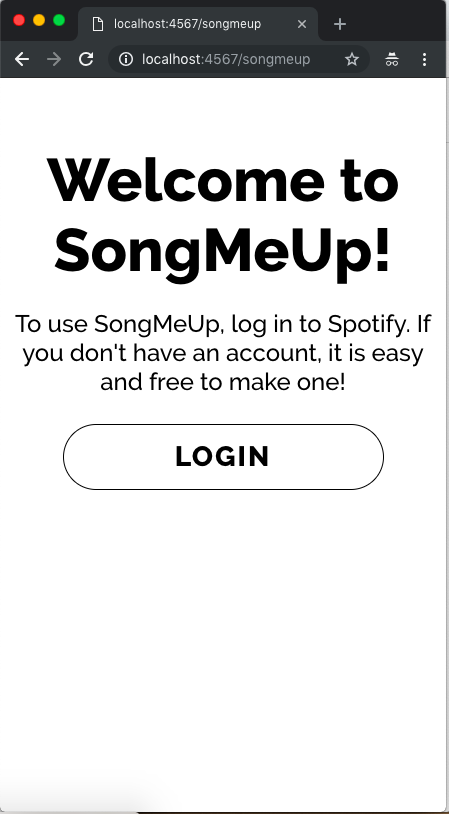 localhost:4567/songmeup
localhost:4567/songmeup
Welcome to
SongMeUp!
To use SongMeUp, log in to Spotify. If
you don't have an account, it is easy
and free to make one!
LOGIN